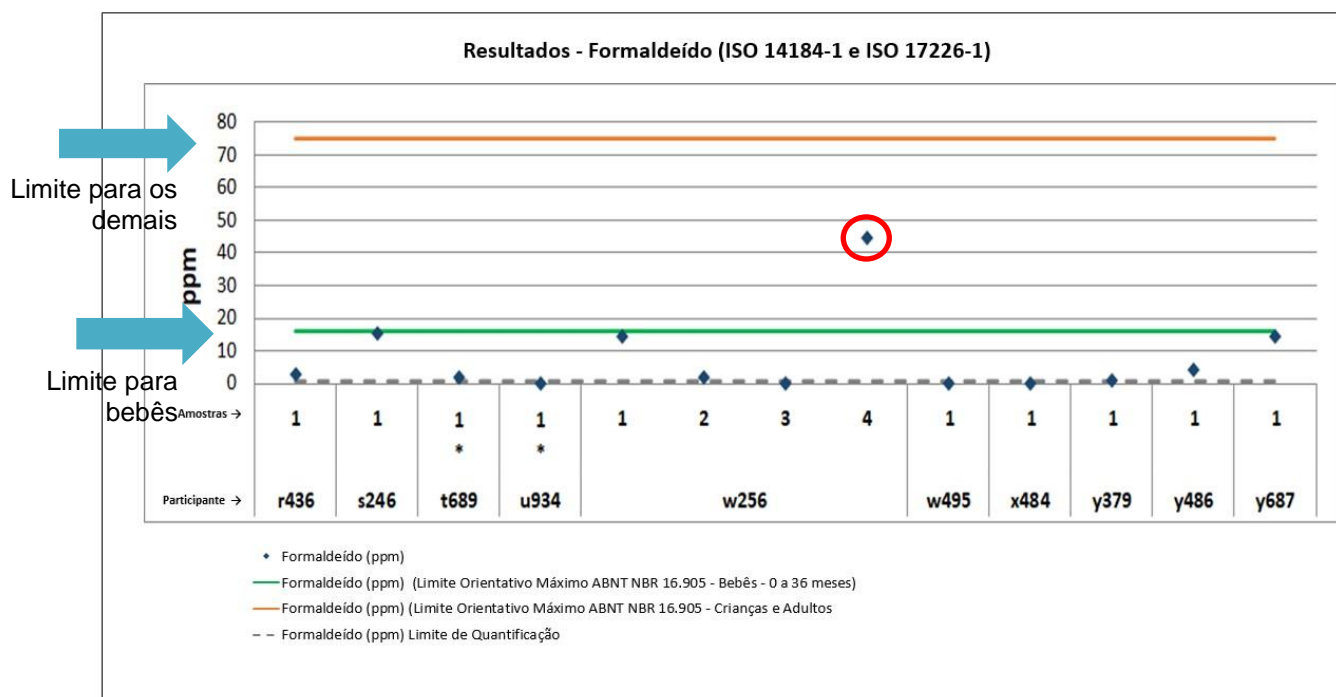 Resultados - Formaldeído (ISO 14184-1 e ISO 17226-1)
80
70
60
50
40
30
20
10
0
ppm
Limite para os
demais
Limite para
bebês
Amostras → 1 1 1 1 1 2 3 4 1 1 1 1 1
* *
Participante → r436 s246 t689 u934 w256 w495 x484 y379 y486 y687
Formaldeído (ppm)
Formaldeído (ppm) (Limite Orientativo Máximo ABNT NBR 16.905 - Bebês - 0 a 36 meses)
Formaldeído (ppm) (Limite Orientativo Máximo ABNT NBR 16.905 - Crianças e Adultos
Formaldeído (ppm) Limite de Quantificação